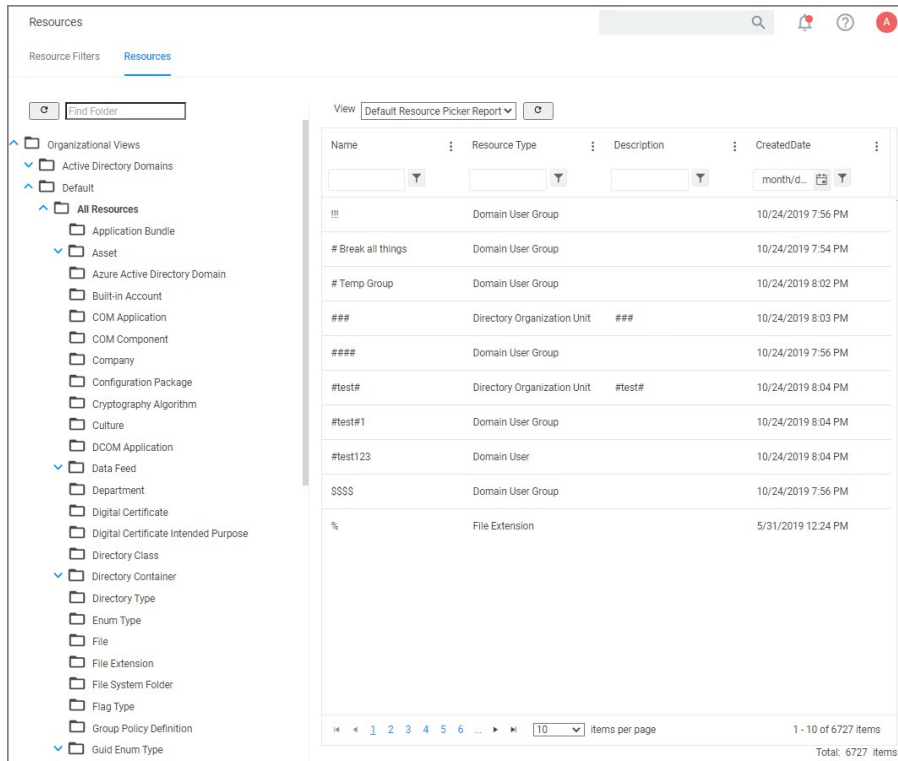 Resources
A
Resource Filters Resources
Find Folder
View Default Resource Picker Report
Organizational Views
Active Directory Domains
Default
All Resources
Application Bundle
Asset
Azure Active Directory Domain
Built-in Account
COM Application
COM Component
Company
Configuration Package
Cryptography Algorithm
Culture
DCOM Application
Data Feed
Department
Digital Certificate
Digital Certificate Intended Purpose
Directory Class
Directory Container
Directory Type
Enum Type
File
File Extension
File System Folder
Flag Type
Group Policy Definition
Guid Enum Type
Name Resource Type Description CreatedDate
month/d...
!!! Domain User Group 10/24/2019 7:56 PM
# Break all things Domain User Group 10/24/2019 7:54 PM
# Temp Group Domain User Group 10/24/2019 8:02 PM
### Directory Organization Unit ### 10/24/2019 8:03 PM
#### Domain User Group 10/24/2019 7:56 PM
#test# Directory Organization Unit #test# 10/24/2019 8:04 PM
#test#1 Domain User Group 10/24/2019 8:04 PM
#test123 Domain User 10/24/2019 8:04 PM
$$$$ Domain User Group 10/24/2019 7:56 PM
% File Extension 5/31/2019 12:24 PM
1 2 3 4 5 6 ... 10 items per page 1 - 10 of 6727 items
Total: 6727 items